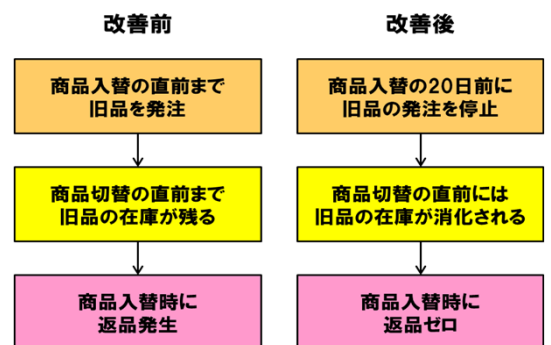 改善前
商品入替の直前まで
旧品を発注
商品切替の直前まで
旧品の在庫が残る
商品入替時に
返品発生
改善後
商品入替の20日前に
旧品の発注を停止
商品切替の直前には
旧品の在庫が消化される
商品入替時に
返品ゼロ